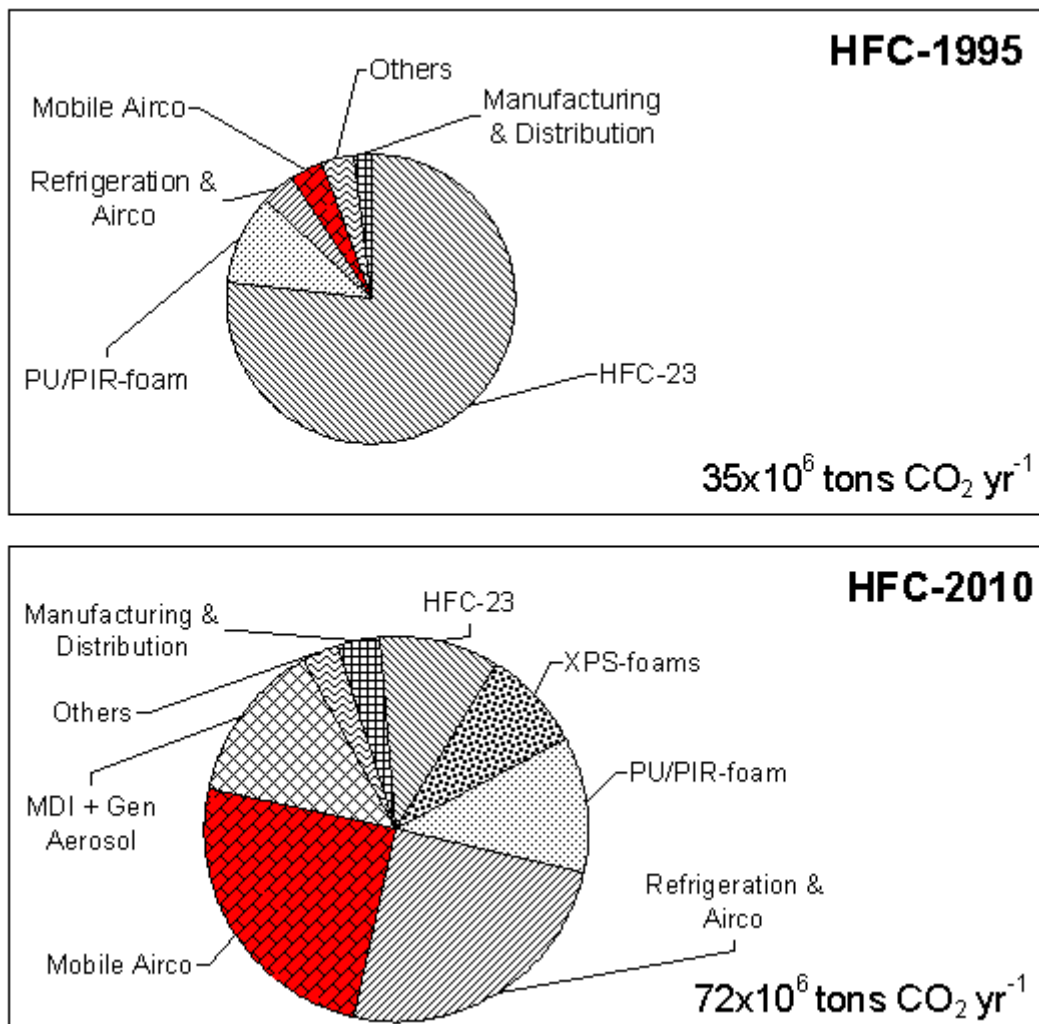 HFC-1995
Others
Mobile Airco
Manufacturing
& Distribution
Refrigeration &
Airco
PU/PIR-foam
HFC-23
35x10⁶ tons CO₂ yr⁻¹
HFC-2010
Manufacturing &
Distribution
HFC-23
XPS-foams
Others
PU/PIR-foam
MDI + Gen
Aerosol
Refrigeration &
Airco
Mobile Airco
72x10⁶ tons CO₂ yr⁻¹